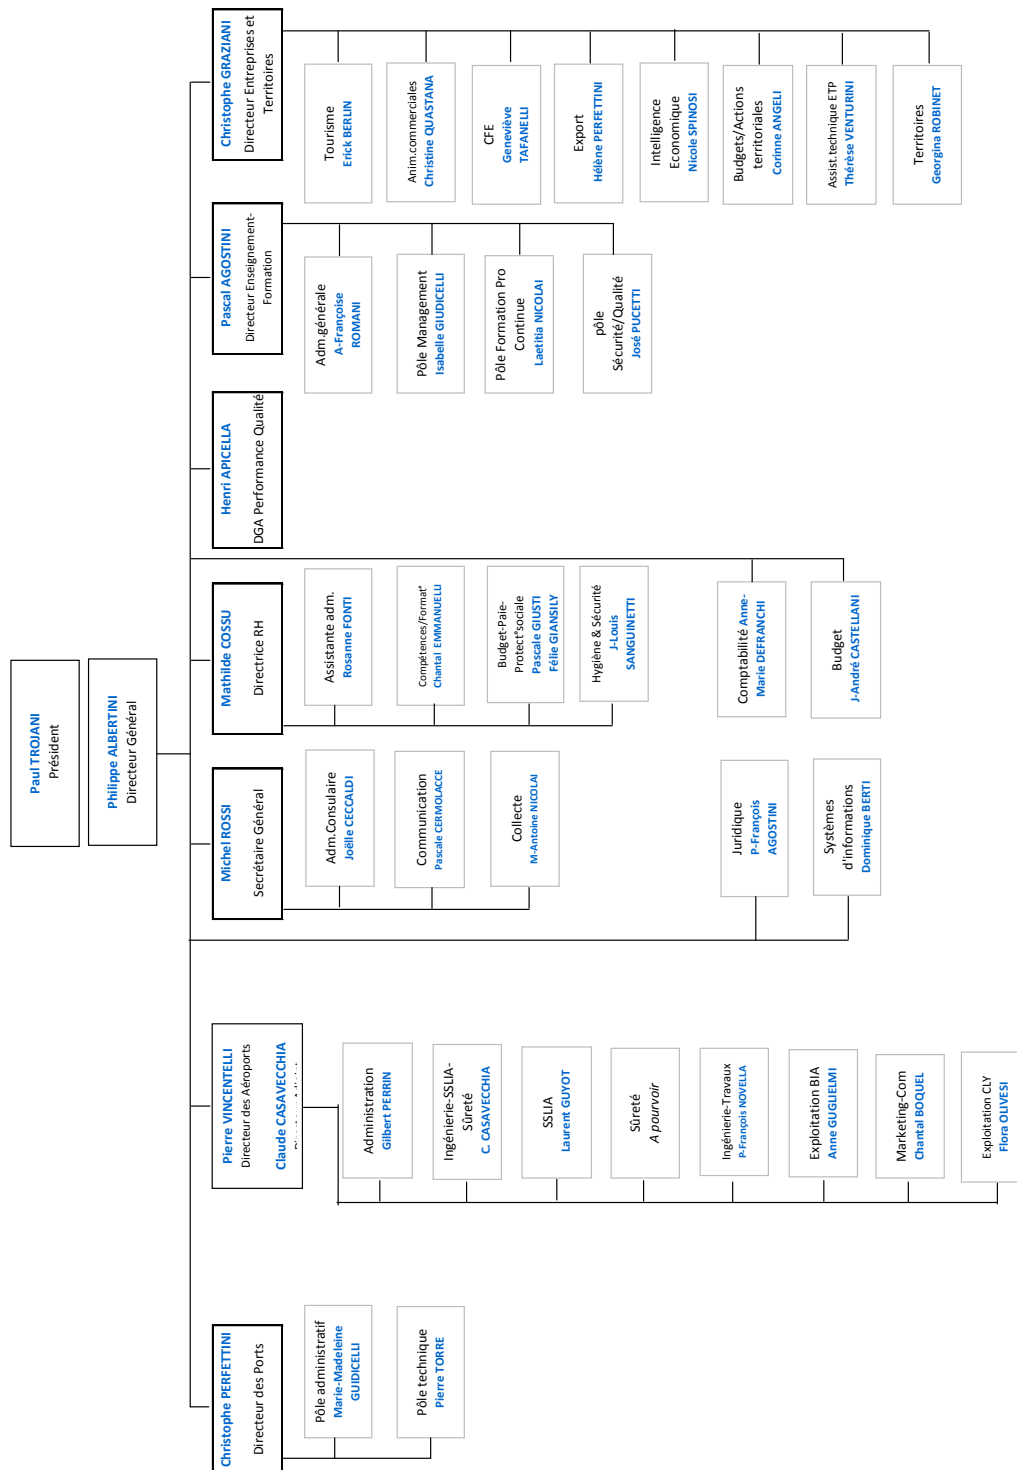 Paul TROJANI
Président
Philippe ALBERTINI
Directeur Général
Christophe PERFETTINI
Directeur des Ports
Pôle administratif
Marie-Madeleine
GUIDICELLI
Pôle technique
Pierre TORRE
Pierre VINCENTELLI
Directeur des Aéroports
Claude CASAVECCHIA
Administration
Gilbert PERRIN
Ingénierie-SSLIA-
Sûreté
C. CASAVECCHIA
SSLIA
Laurent GUYOT
Sûreté
A pourvoir
Ingénierie-Travaux
P-François NOVELLA
Exploitation BIA
Anne GUGLIELMI
Marketing-Com
Chantal BOQUEL
Exploitation CLY
Flora OLIVESI
Michel ROSSI
Secrétaire Général
Adm.Consulaire
Joëlle CECCALDI
Communication
Pascale CERMOLACCE
Collecte
M-Antoine NICOLAI
Juridique
P-François
AGOSTINI
Systèmes
d'informations
Dominique BERTI
Mathilde COSSU
Directrice RH
Assistante adm.
Rosanne FONTI
Compétences/Format°
Chantal EMMANUELLI
Budget-Paie-
Protect°sociale
Pascale GIUSTI
Félie GIANSILY
Hygiène & Sécurité
J-Louis
SANGUINETTI
Comptabilité Anne-
Marie DEFRANCHI
Budget
J-André CASTELLANI
Henri APICELLA
DGA Performance Qualité
Pascal AGOSTINI
Directeur Enseignement-
Formation
Adm.générale
A-Françoise
ROMANI
Pôle Management
Isabelle GIUDICELLI
Pôle Formation Pro
Continue
Laetitia NICOLAI
pôle
Sécurité/Qualité
José PUCETTI
Christophe GRAZIANI
Directeur Entreprises et
Territoires
Tourisme
Erick BERLIN
Anim.commerciales
Christine QUASTANA
CFE
Geneviève
TAFANELLI
Export
Hélène PERFETTINI
Intelligence
Economique
Nicole SPINOSI
Budgets/Actions
territoriales
Corinne ANGELI
Assist.technique ETP
Thérèse VENTURINI
Territoires
Georgina ROBINET